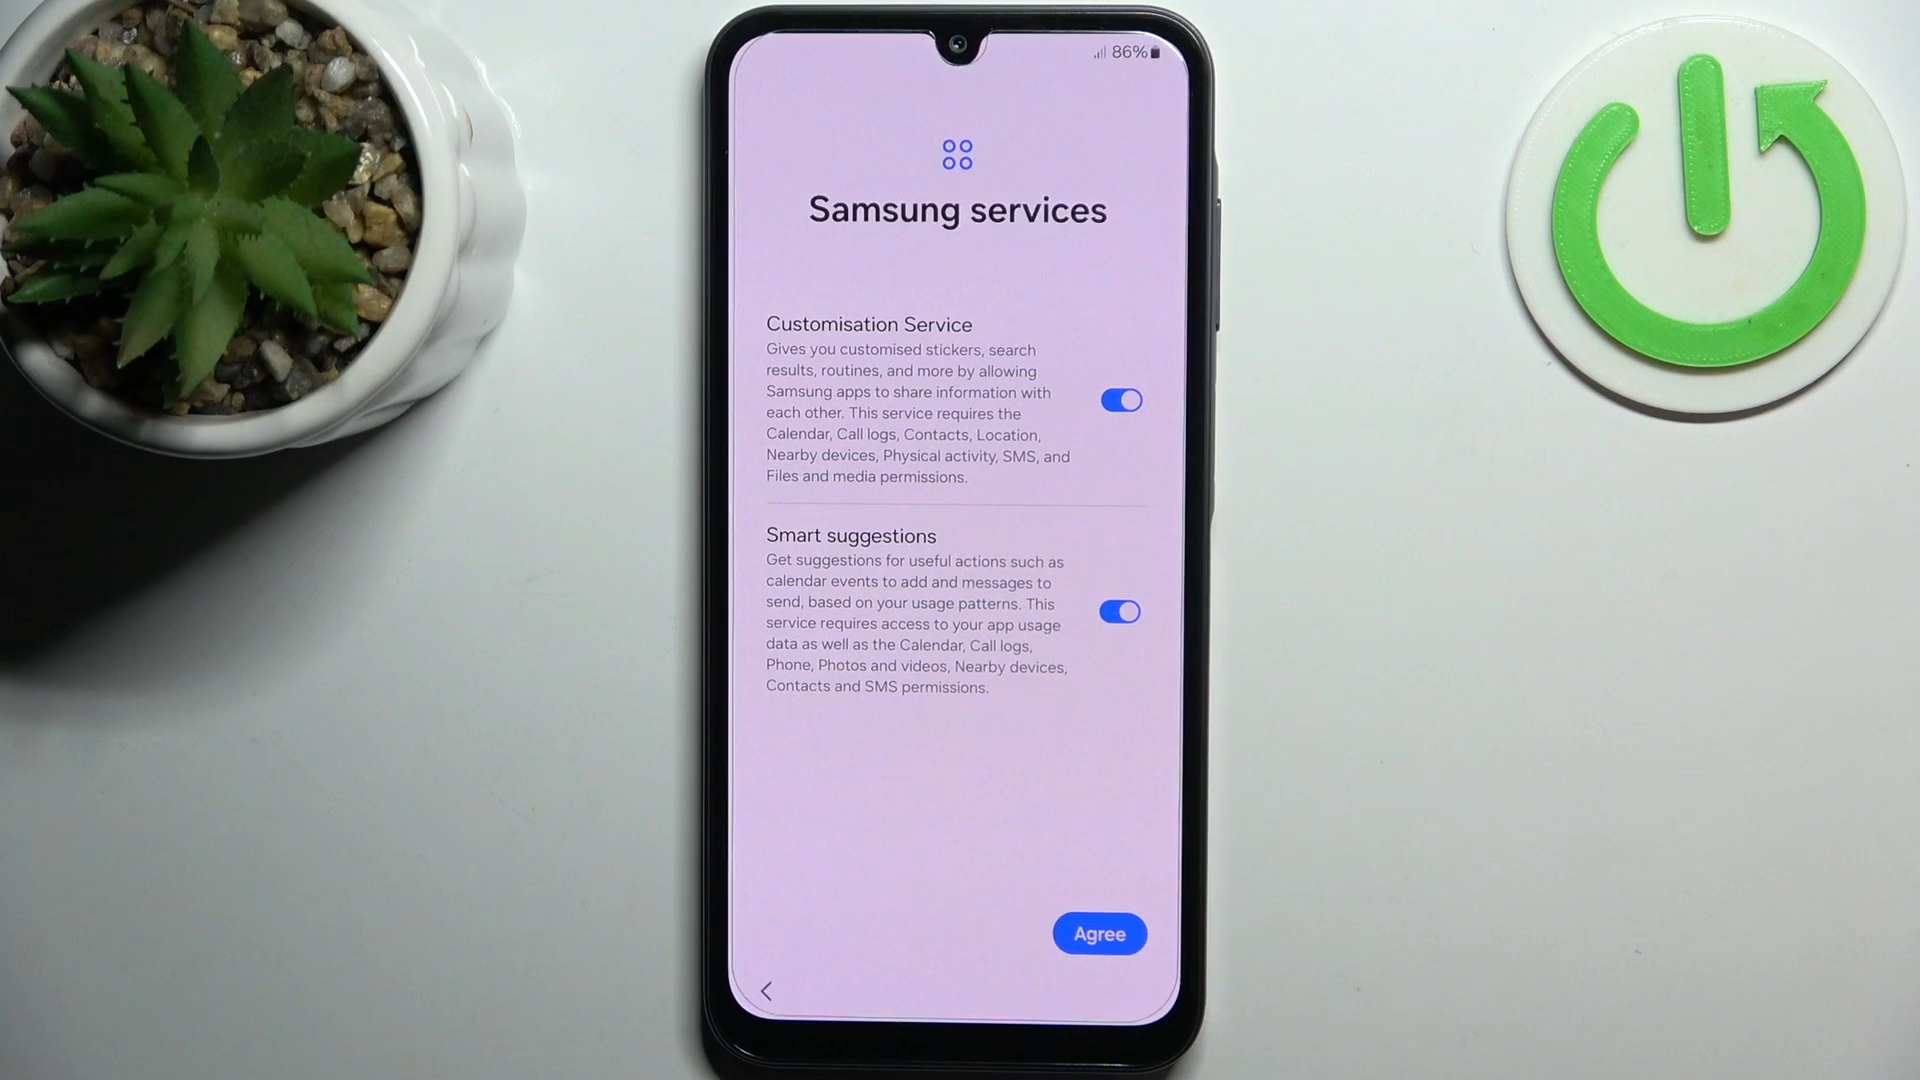 86%
Samsung services
Customisation Service
Gives you customised stickers, search
results, routines, and more by allowing
Samsung apps to share information with
each other. This service requires the
Calendar, Call logs, Contacts, Location,
Nearby devices, Physical activity, SMS, and
Files and media permissions.
Smart suggestions
Get suggestions for useful actions such as
calendar events to add and messages to
send, based on your usage patterns. This
service requires access to your app usage
data as well as the Calendar, Call logs,
Phone, Photos and videos, Nearby devices,
Contacts and SMS permissions.
Agree